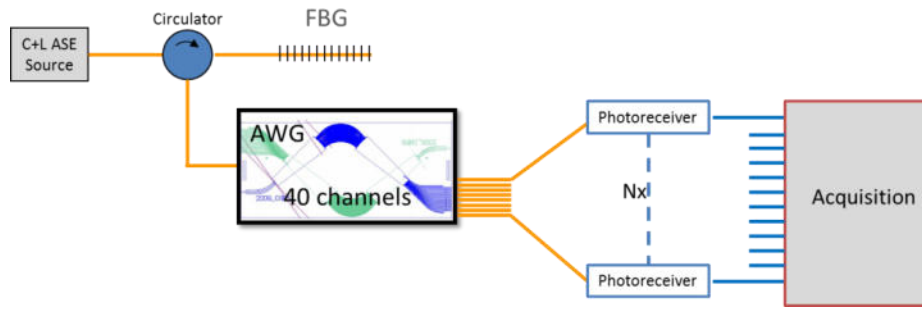 Circulator
FBG
C+L ASE
Source
AWG
40 channels
Photoreceiver
Nx
Photoreceiver
Acquisition